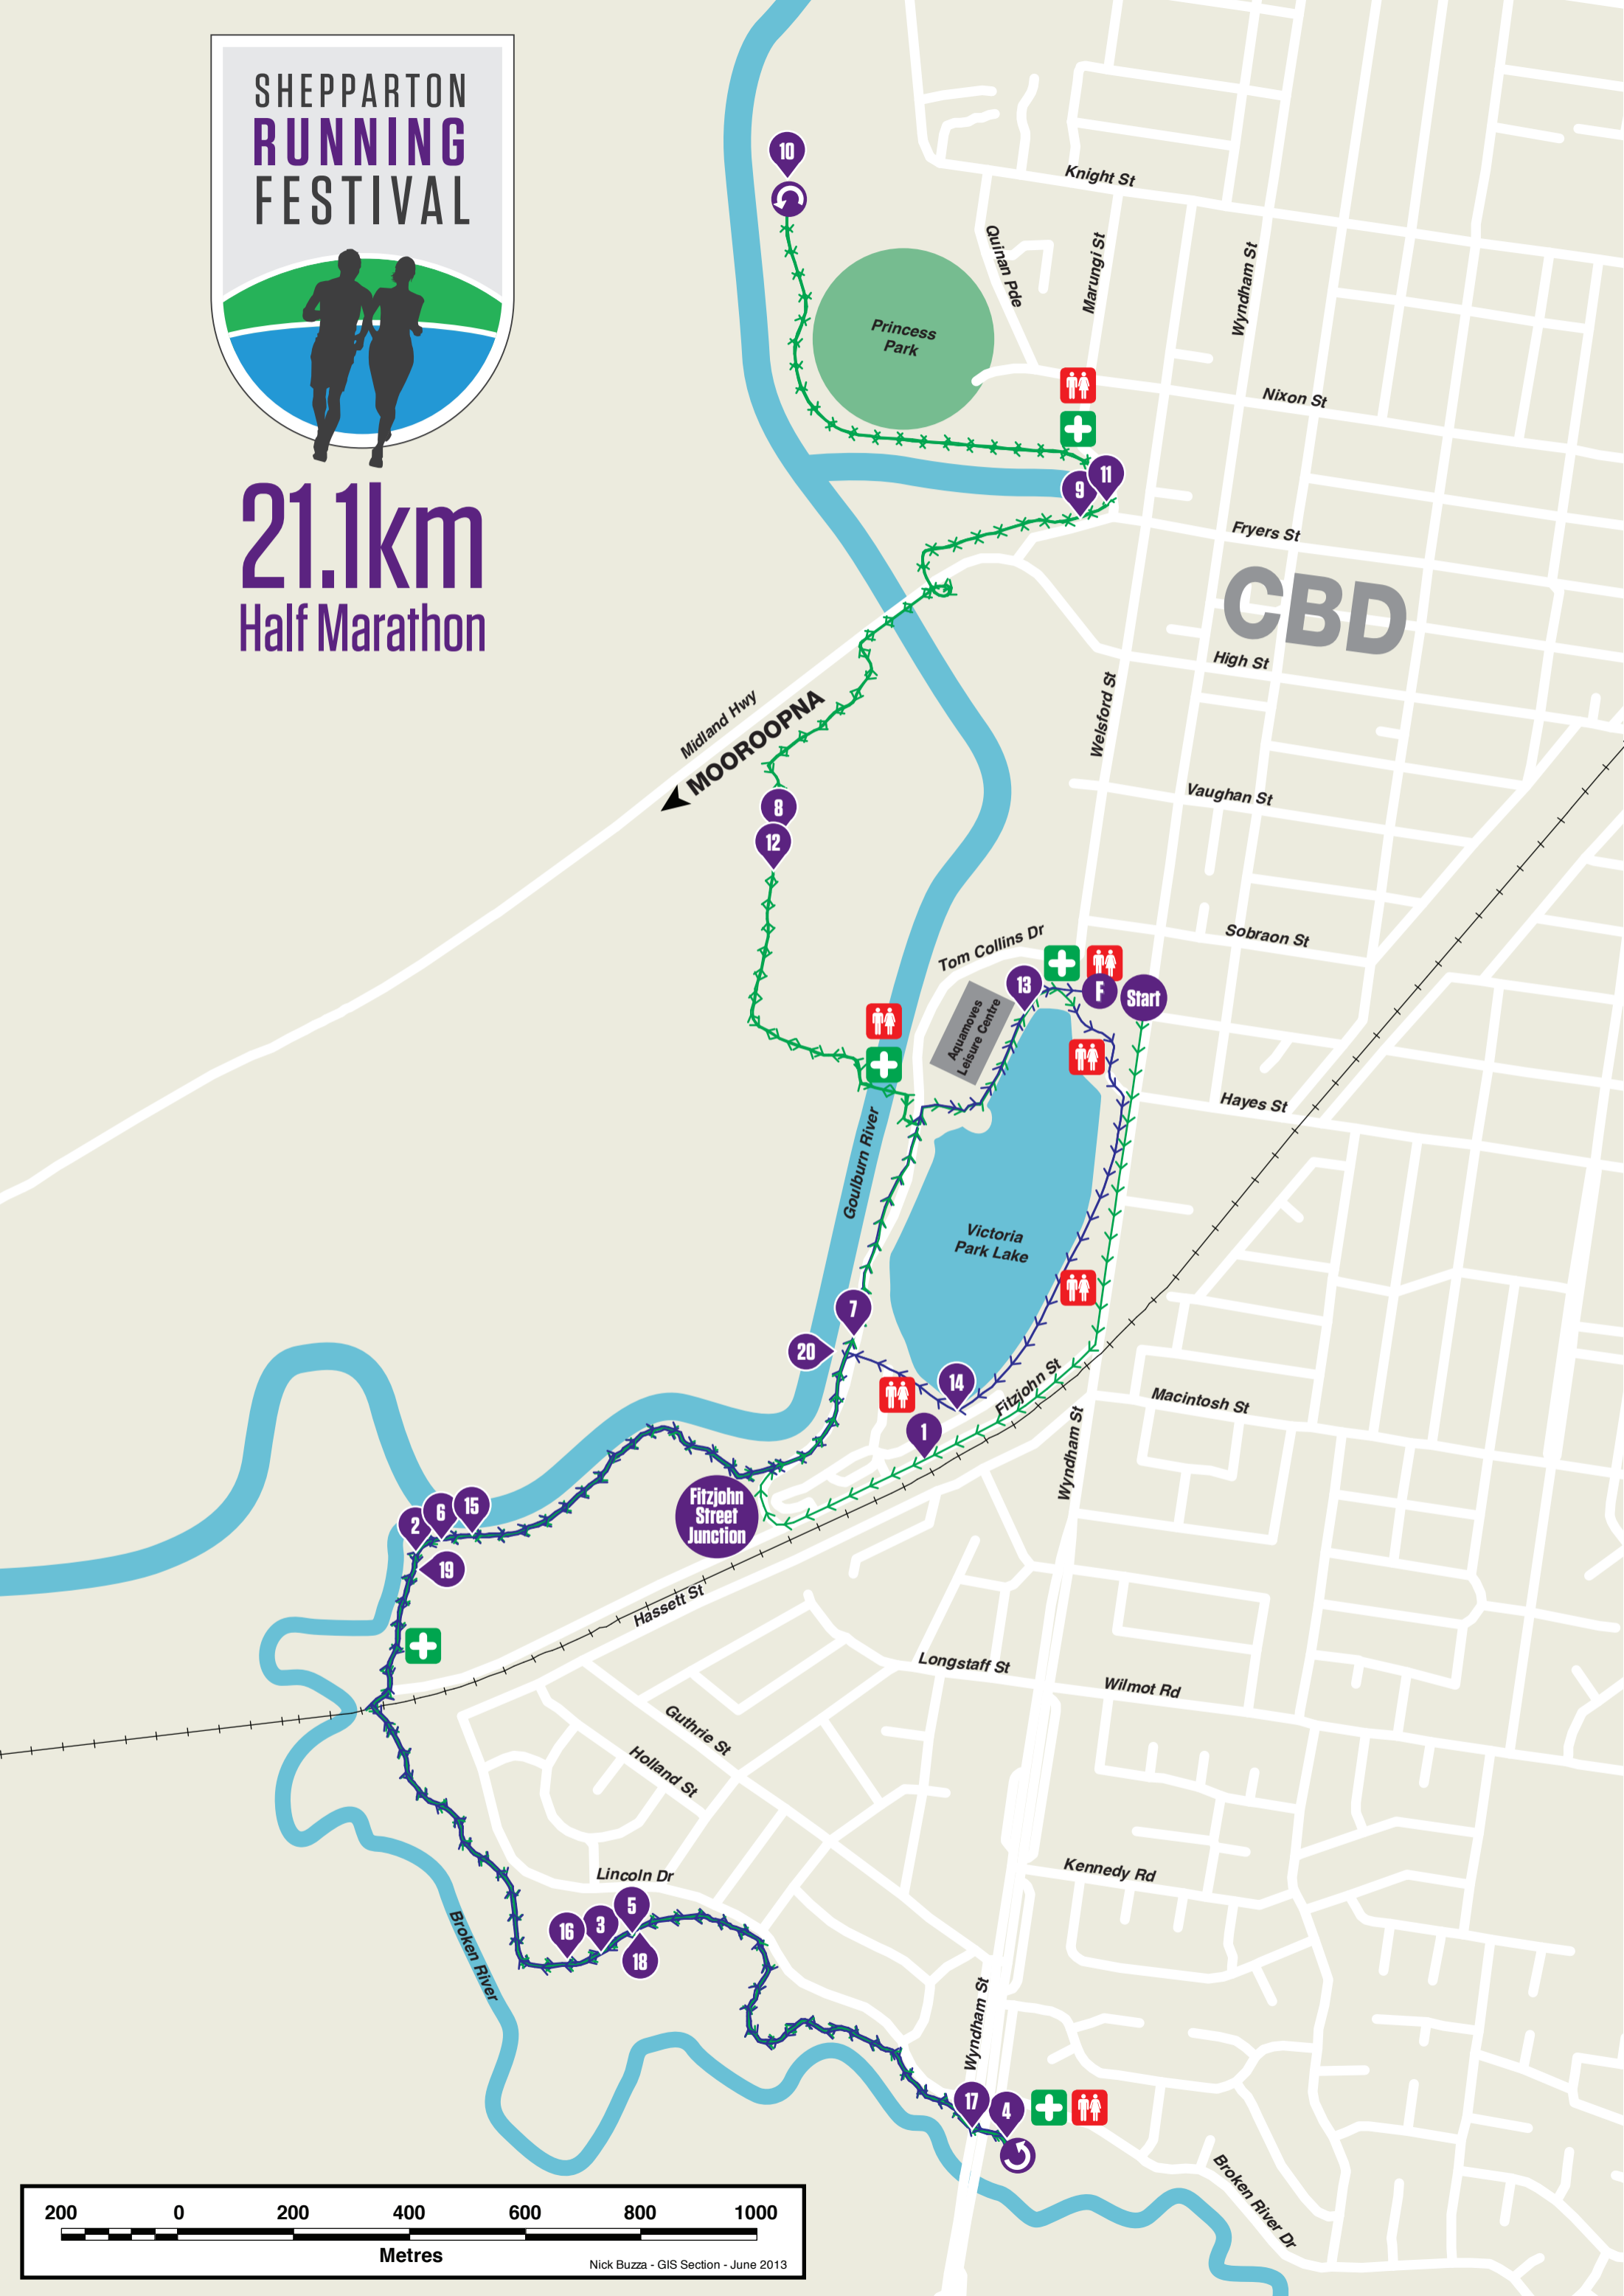 SHEPPARTON
RUNNING
FESTIVAL
21.1km
Half Marathon
10
Knight St
Quinan Pde
Marungi St
Wyndham St
Princess
Park
Nixon St
11
9
Fryers St
CBD
High St
Midland Hwy
MOOROOPNA
Welsford St
Vaughan St
8
12
Sobraon St
Tom Collins Dr
13
F
Start
Aquamoves
Leisure Centre
Hayes St
Goulburn River
Victoria
Park Lake
7
20
14
Fitzjohn St
Macintosh St
1
Wyndham St
Fitzjohn
Street
Junction
2
6
15
19
Hassett St
Longstaff St
Wilmot Rd
Guthrie St
Holland St
Kennedy Rd
Lincoln Dr
16
3
5
18
Broken River
Wyndham St
17
4
Broken River Dr
200 0 200 400 600 800 1000
Metres
Nick Buzza - GIS Section - June 2013